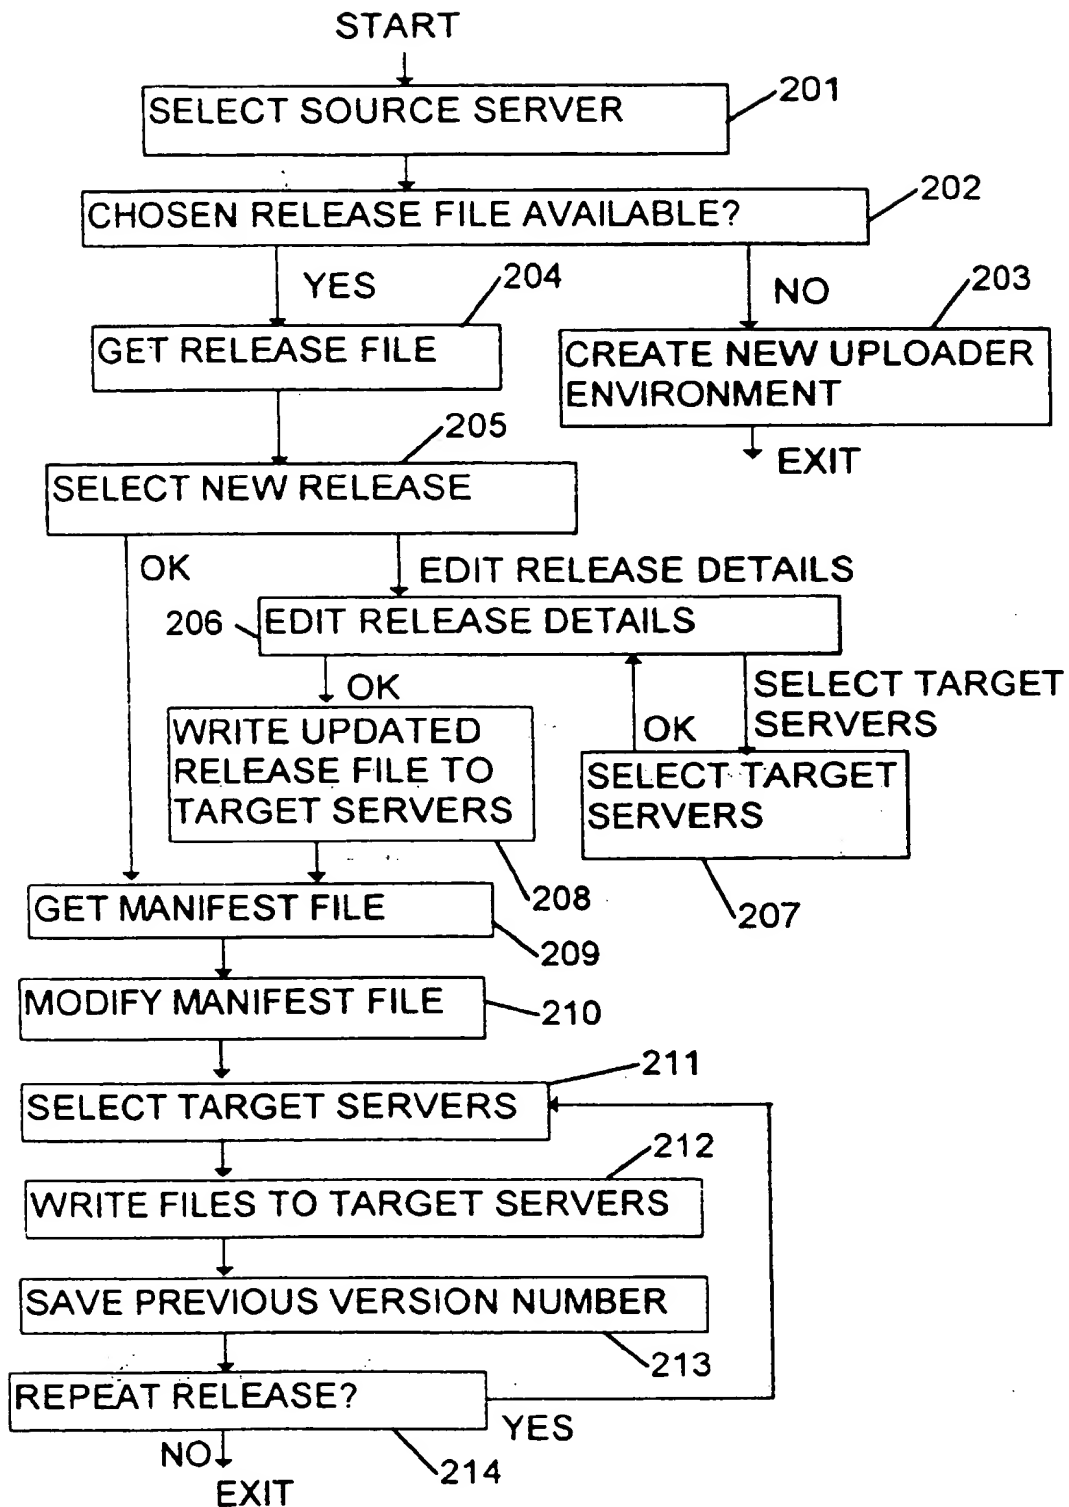 START
SELECT SOURCE SERVER
201
CHOSEN RELEASE FILE AVAILABLE?
202
YES
204
NO
203
GET RELEASE FILE
CREATE NEW UPLOADER
ENVIRONMENT
205
EXIT
SELECT NEW RELEASE
OK
EDIT RELEASE DETAILS
206
EDIT RELEASE DETAILS
OK
SELECT TARGET
SERVERS
OK
WRITE UPDATED
RELEASE FILE TO
TARGET SERVERS
SELECT TARGET
SERVERS
208
207
GET MANIFEST FILE
209
MODIFY MANIFEST FILE
210
211
SELECT TARGET SERVERS
212
WRITE FILES TO TARGET SERVERS
SAVE PREVIOUS VERSION NUMBER
213
REPEAT RELEASE?
YES
NO
214
EXIT